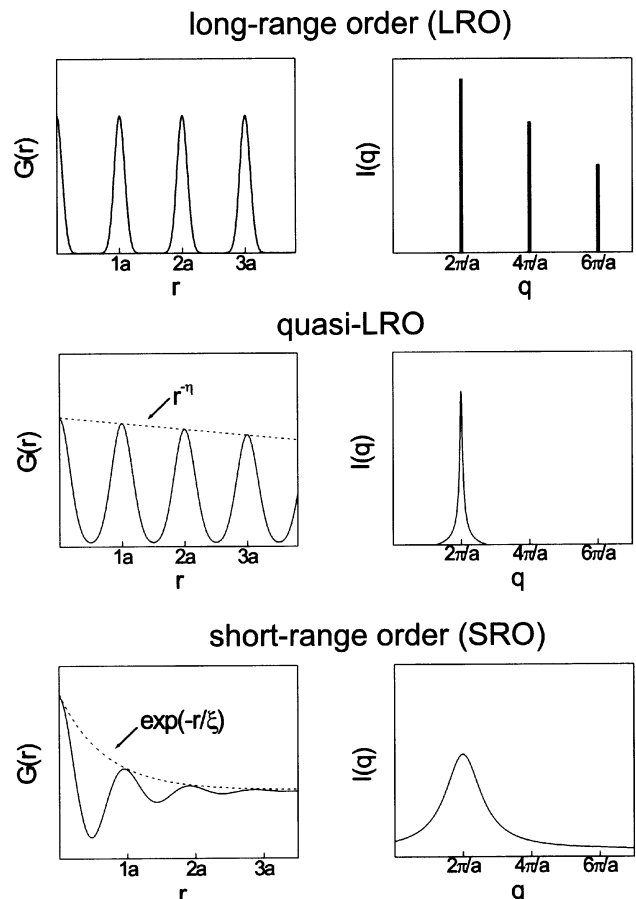 long-range order (LRO)
G(r)
1a 2a 3a
r
I(q)
2π/a 4π/a 6π/a
q
quasi-LRO
r^-η
G(r)
1a 2a 3a
r
I(q)
2π/a 4π/a 6π/a
q
short-range order (SRO)
exp(-r/ξ)
G(r)
1a 2a 3a
r
I(q)
2π/a 4π/a 6π/a
q